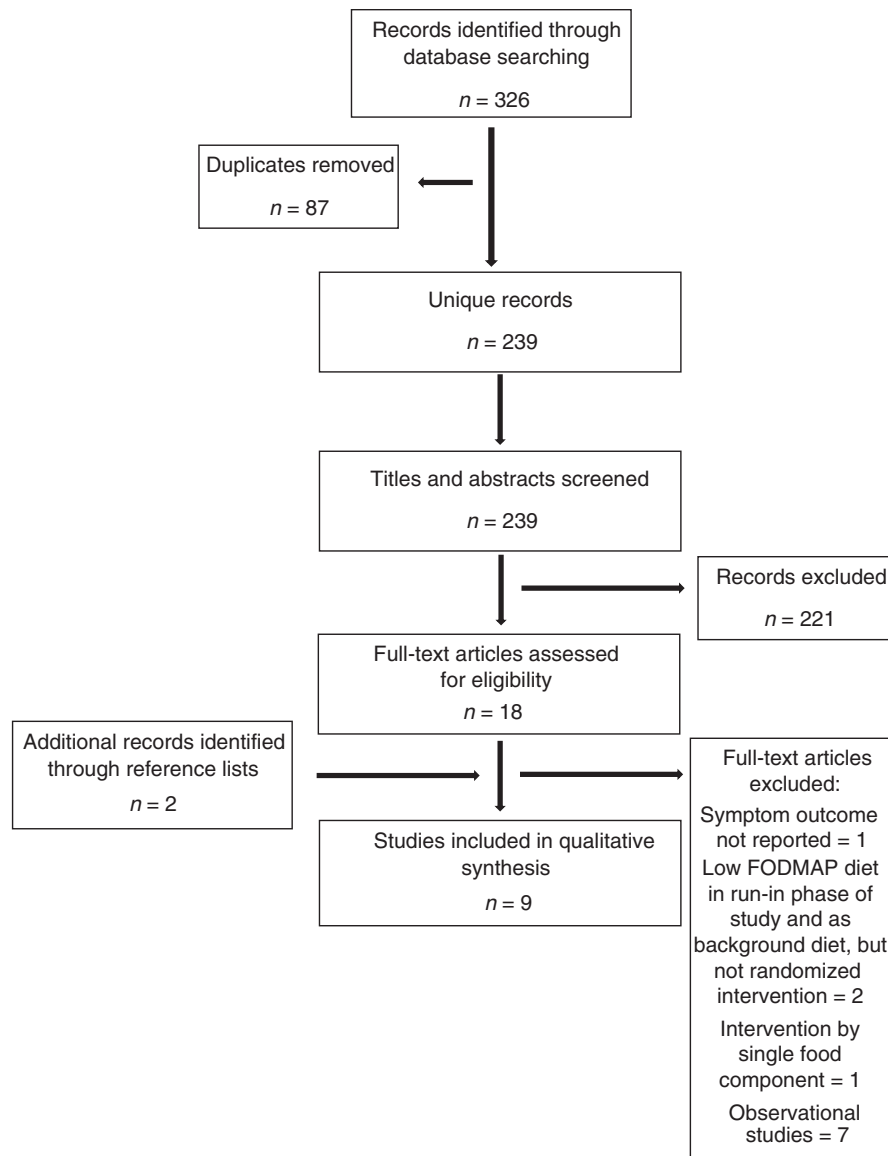 Records identified through
database searching
n = 326
Duplicates removed
n = 87
Unique records
n = 239
Titles and abstracts screened
n = 239
Records excluded
n = 221
Full-text articles assessed
for eligibility
n = 18
Additional records identified
through reference lists
n = 2
Full-text articles
excluded:
Symptom outcome
not reported = 1
Low FODMAP diet
in run-in phase of
study and as
background diet, but
not randomized
intervention = 2
Intervention by
single food
component = 1
Observational
studies = 7
Studies included in qualitative
synthesis
n = 9